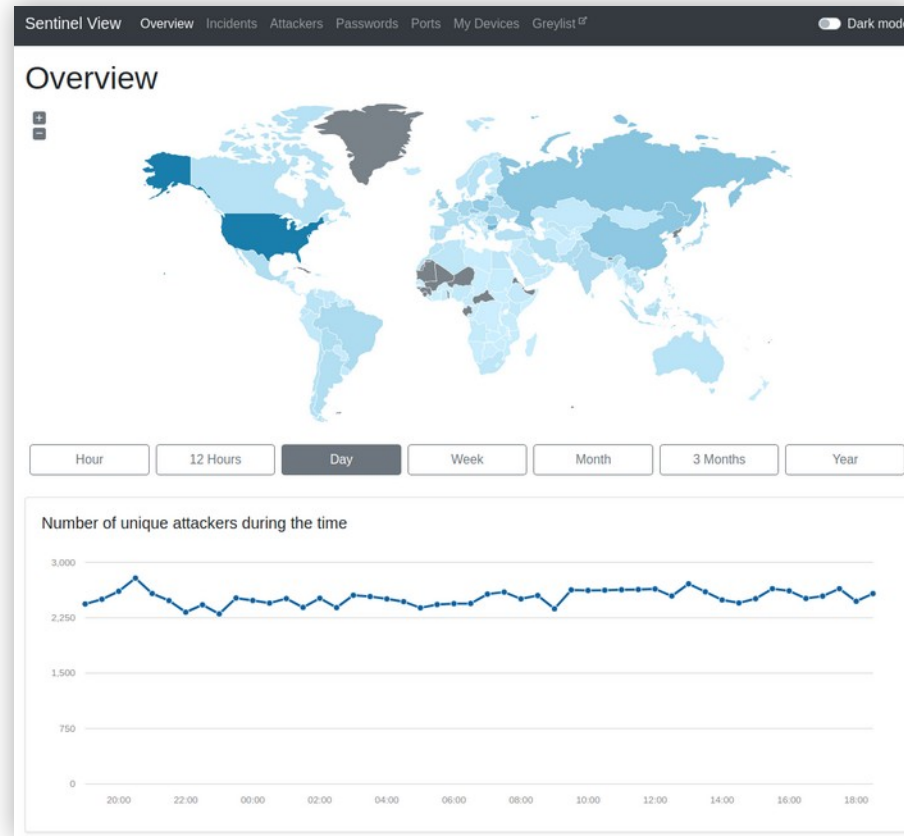 Sentinel View Overview Incidents Attackers Passwords Ports My Devices Greylist Dark mode
Overview
+
−
Hour 12 Hours Day Week Month 3 Months Year
Number of unique attackers during the time
3,000
2,250
1,500
750
0
20:00 22:00 00:00 02:00 04:00 06:00 08:00 10:00 12:00 14:00 16:00 18:00